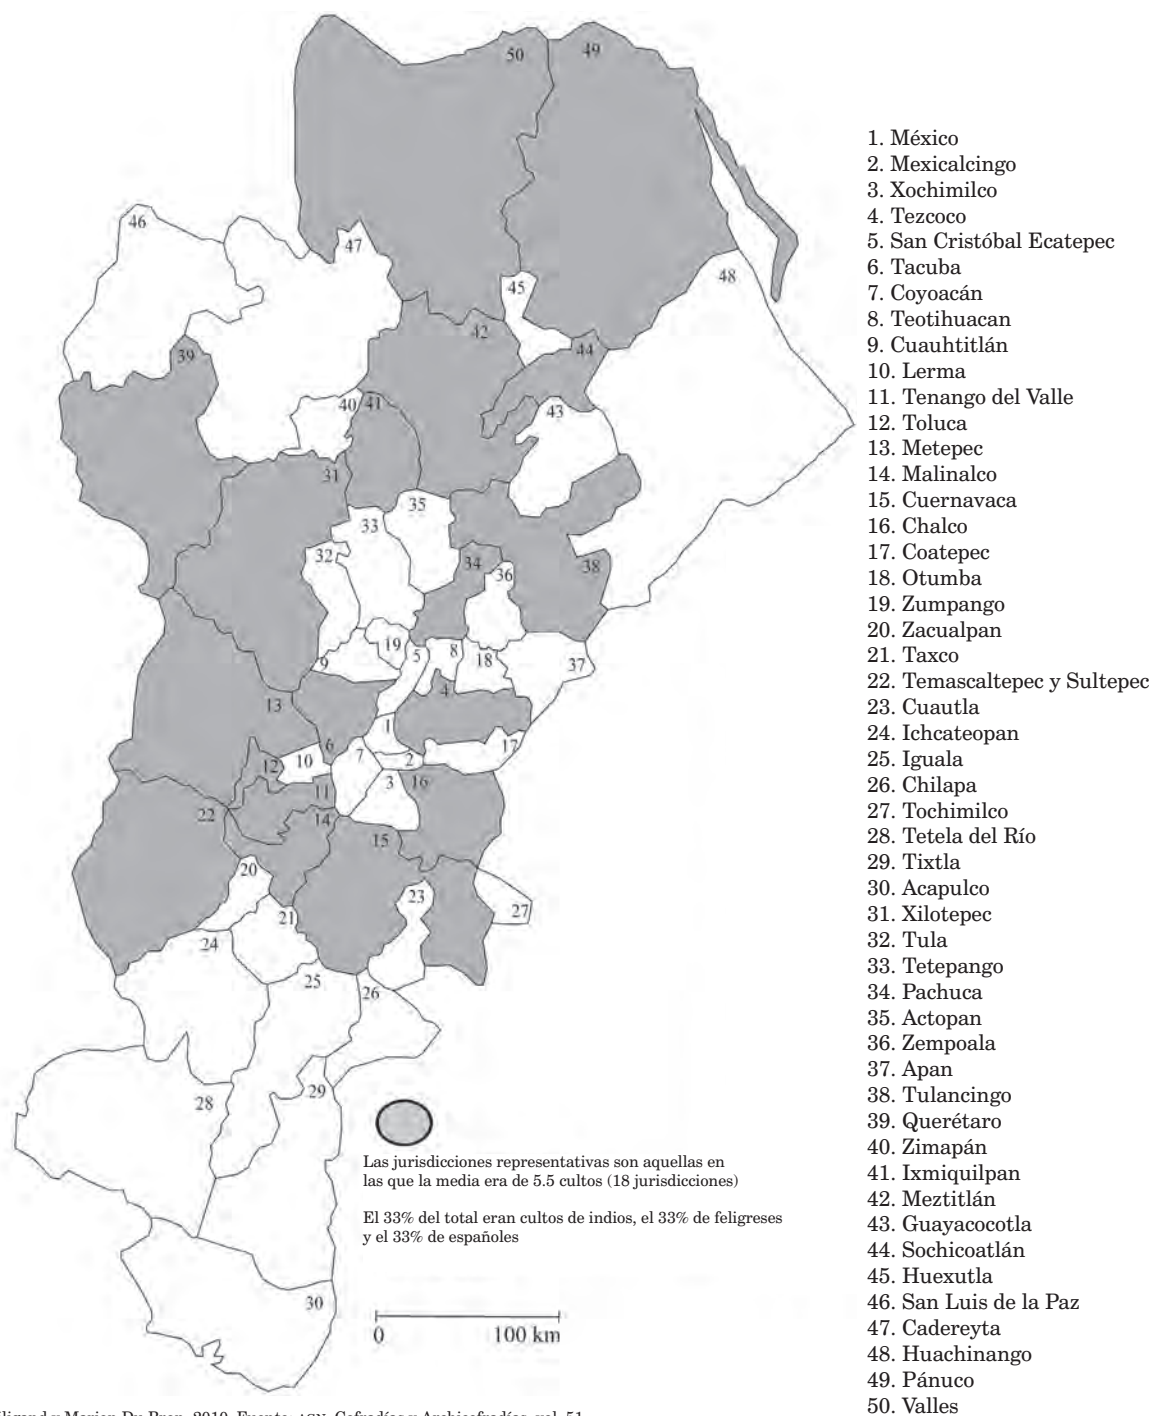 50
49
46
47
48
45
42
44
39
40
41
43
31
35
33
32
34
36
38
19
9
5
8
18
37
4
13
1
17
6
10
7
2
12
3
16
11
22
14
15
20
23
21
27
24
25
26
28
29
30
Las jurisdicciones representativas son aquellas en
las que la media era de 5.5 cultos (18 jurisdicciones)
El 33% del total eran cultos de indios, el 33% de feligreses
y el 33% de españoles
0 100 km
1. México
2. Mexicalcingo
3. Xochimilco
4. Tezcoco
5. San Cristóbal Ecatepec
6. Tacuba
7. Coyoacán
8. Teotihuacan
9. Cuauhtitlán
10. Lerma
11. Tenango del Valle
12. Toluca
13. Metepec
14. Malinalco
15. Cuernavaca
16. Chalco
17. Coatepec
18. Otumba
19. Zumpango
20. Zacualpan
21. Taxco
22. Temascaltepec y Sultepec
23. Cuautla
24. Ichcateopan
25. Iguala
26. Chilapa
27. Tochimilco
28. Tetela del Río
29. Tixtla
30. Acapulco
31. Xilotepec
32. Tula
33. Tetepango
34. Pachuca
35. Actopan
36. Zempoala
37. Apan
38. Tulancingo
39. Querétaro
40. Zimapán
41. Ixmiquilpan
42. Meztitlán
43. Guayacocotla
44. Sochicoatlán
45. Huexutla
46. San Luis de la Paz
47. Cadereyta
48. Huachinango
49. Pánuco
50. Valles